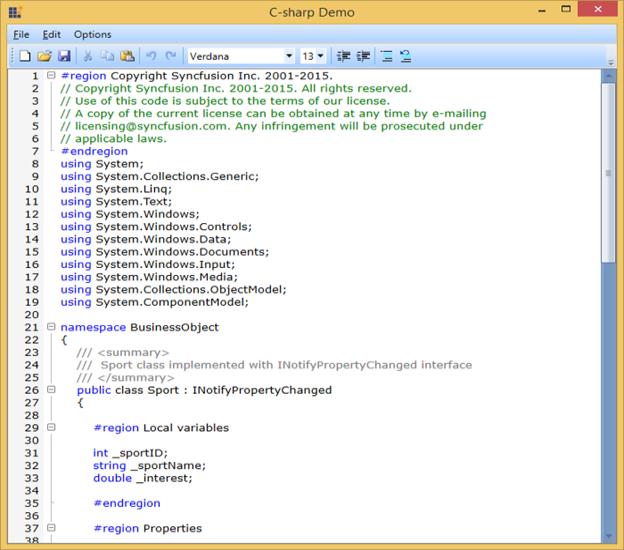 C-sharp Demo
File Edit Options
Verdana 13
1 #region Copyright Syncfusion Inc. 2001-2015.
2 // Copyright Syncfusion Inc. 2001-2015. All rights reserved.
3 // Use of this code is subject to the terms of our license.
4 // A copy of the current license can be obtained at any time by e-mailing
5 // licensing@syncfusion.com. Any infringement will be prosecuted under
6 // applicable laws.
7 #endregion
8 using System;
9 using System.Collections.Generic;
10 using System.Linq;
11 using System.Text;
12 using System.Windows;
13 using System.Windows.Controls;
14 using System.Windows.Data;
15 using System.Windows.Documents;
16 using System.Windows.Input;
17 using System.Windows.Media;
18 using System.Collections.ObjectModel;
19 using System.ComponentModel;
20
21 namespace BusinessObject
22 {
23 /// <summary>
24 /// Sport class implemented with INotifyPropertyChanged interface
25 /// </summary>
26 public class Sport : INotifyPropertyChanged
27 {
28
29 #region Local variables
30
31 int _sportID;
32 string _sportName;
33 double _interest;
34
35 #endregion
36
37 #region Properties
38